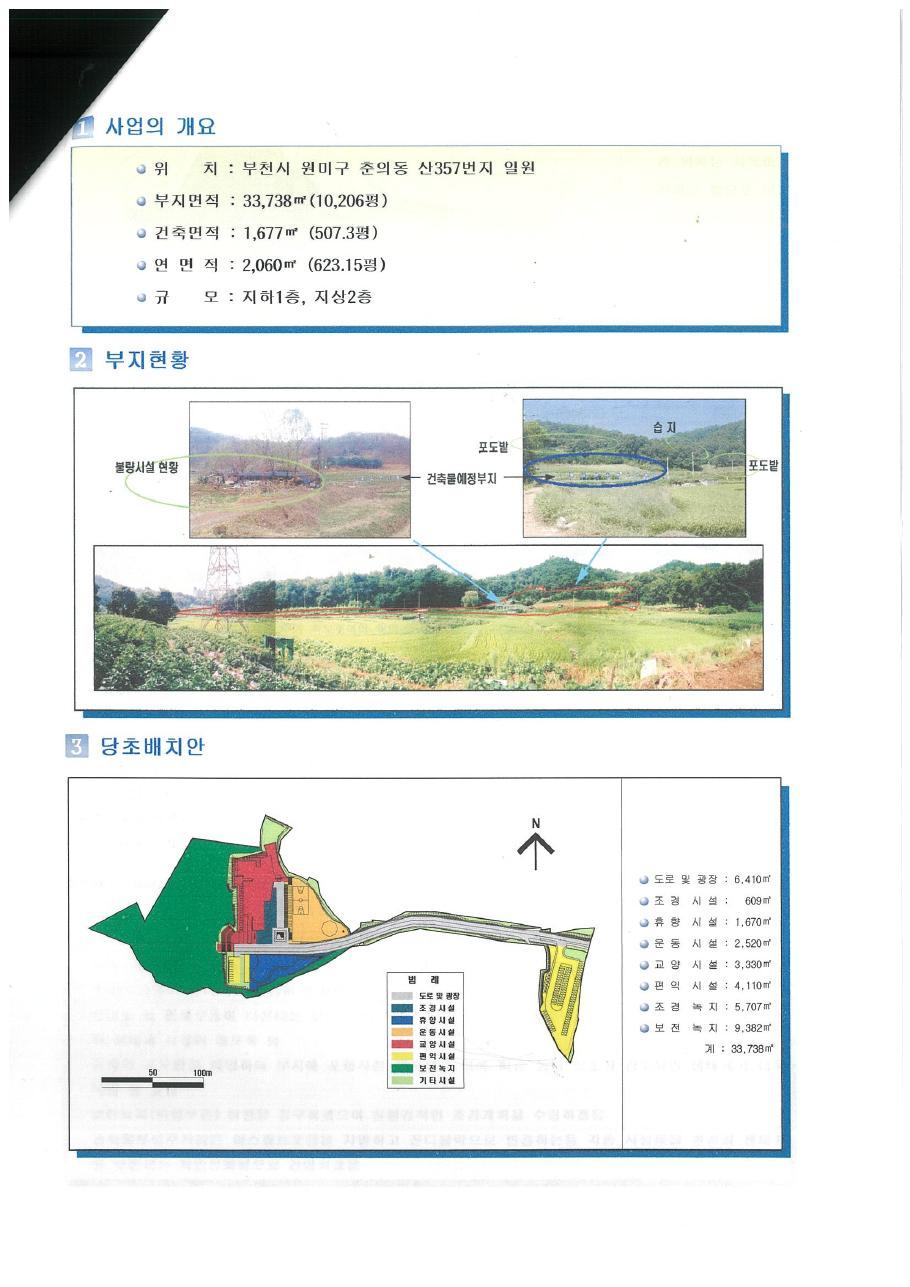 1 사업의 개요
위 치 : 부천시 원미구 춘의동 산357번지 일원
부지면적 : 33,738㎡(10,206평)
건축면적 : 1,677㎡ (507.3평)
연 면 적 : 2,060㎡ (623.15평)
규 모 : 지하1층, 지상2층
2 부지현황
불량시설 현황
건축물예정부지
포도밭
습 지
포도밭
3 당초배치안
N
범 례
도로 및 광장
조경시설
휴양시설
운동시설
교양시설
편익시설
보전녹지
기타시설
50 100m
도로 및 광장 : 6,410㎡
조 경 시 설 : 609㎡
휴 향 시 설 : 1,670㎡
운 동 시 설 : 2,520㎡
교 양 시 설 : 3,330㎡
편 익 시 설 : 4,110㎡
조 경 녹 지 : 5,707㎡
보 전 녹 지 : 9,382㎡
계 : 33,738㎡